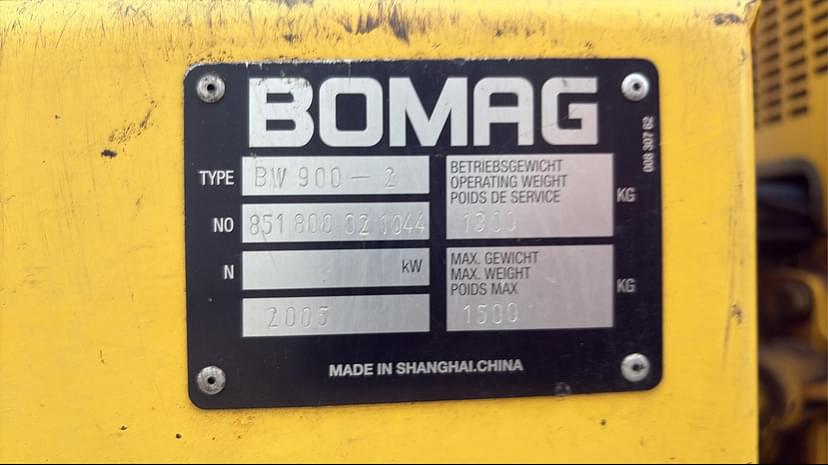 BOMAG
TYPE BW 900-2
NO 851 800 02 1044
N kW
2005
BETRIEBSGEWICHT
OPERATING WEIGHT
POIDS DE SERVICE
KG
MAX. GEWICHT
MAX. WEIGHT
POIDS MAX
1500 KG
008 307 62
MADE IN SHANGHAI.CHINA